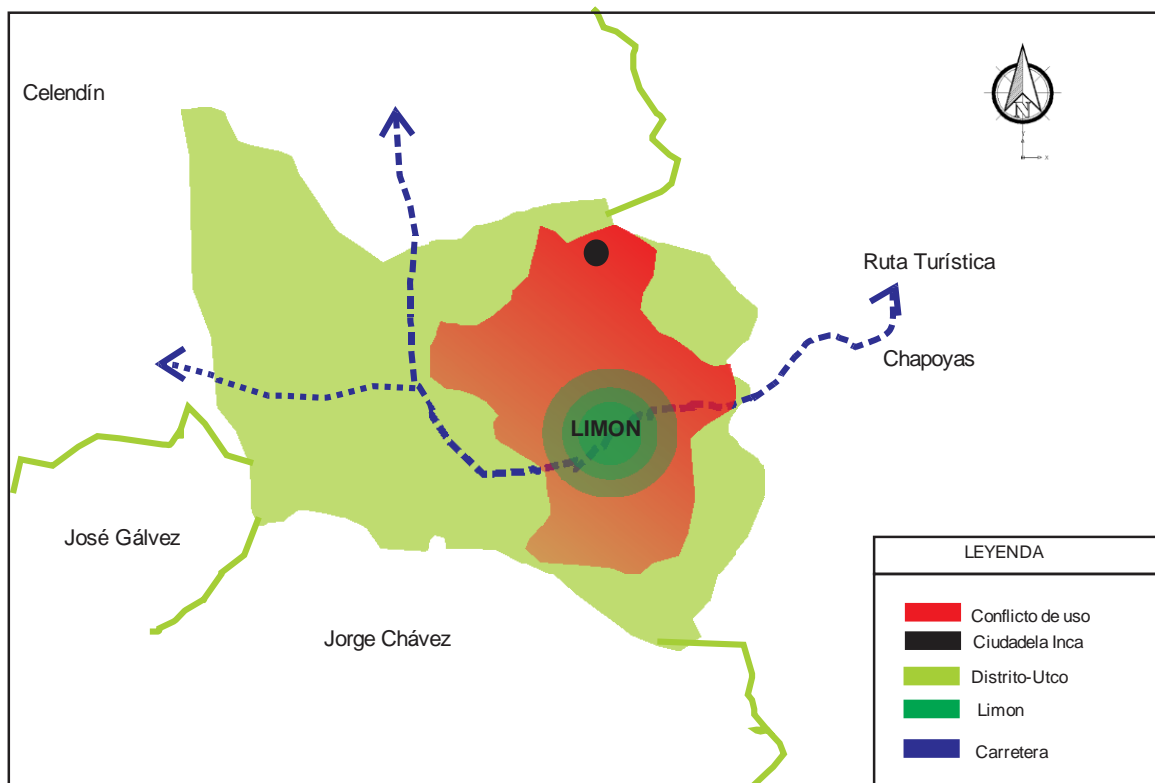 Celendín
N
Y
X
Ruta Turística
Chapoyas
LIMON
José Gálvez
Jorge Chávez
LEYENDA
Conflicto de uso
Ciudadela Inca
Distrito-Utco
Limon
Carretera